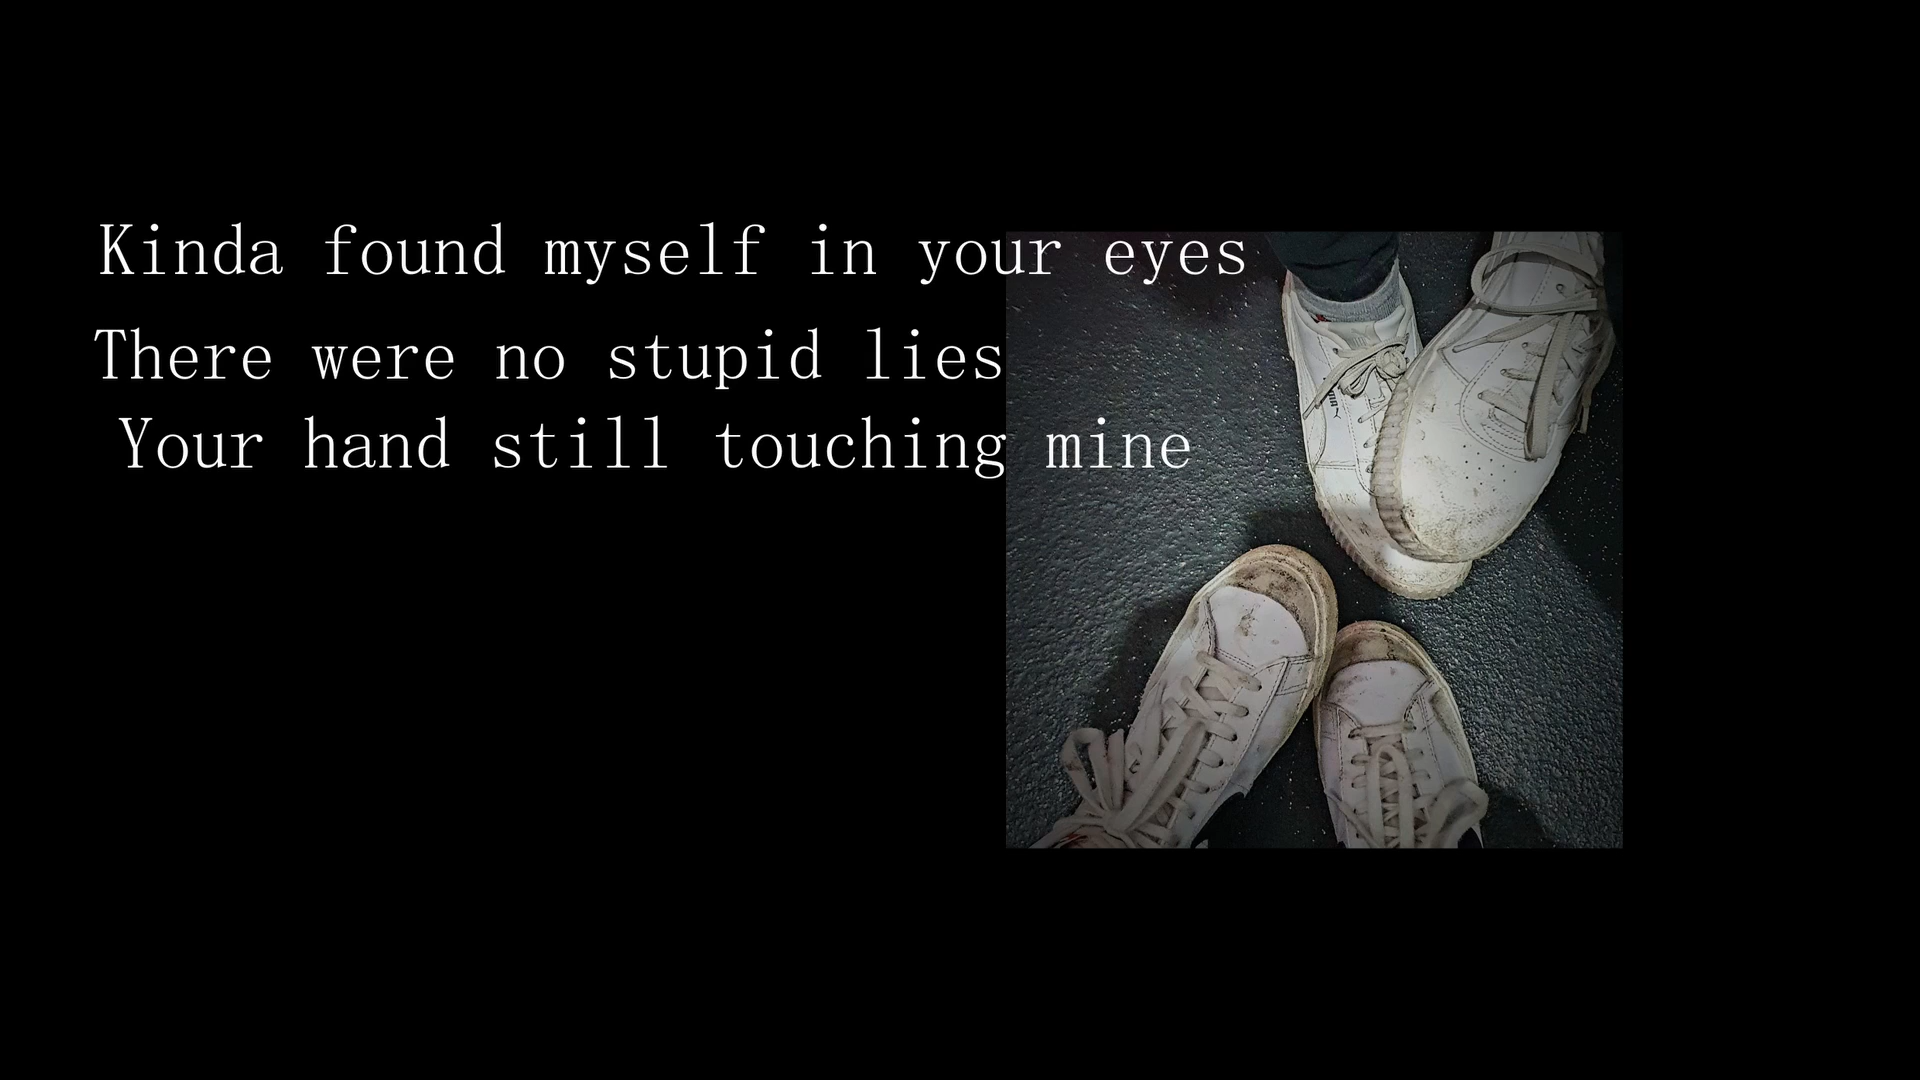 Kinda found myself in your eyes
There were no stupid lies
Your hand still touching mine